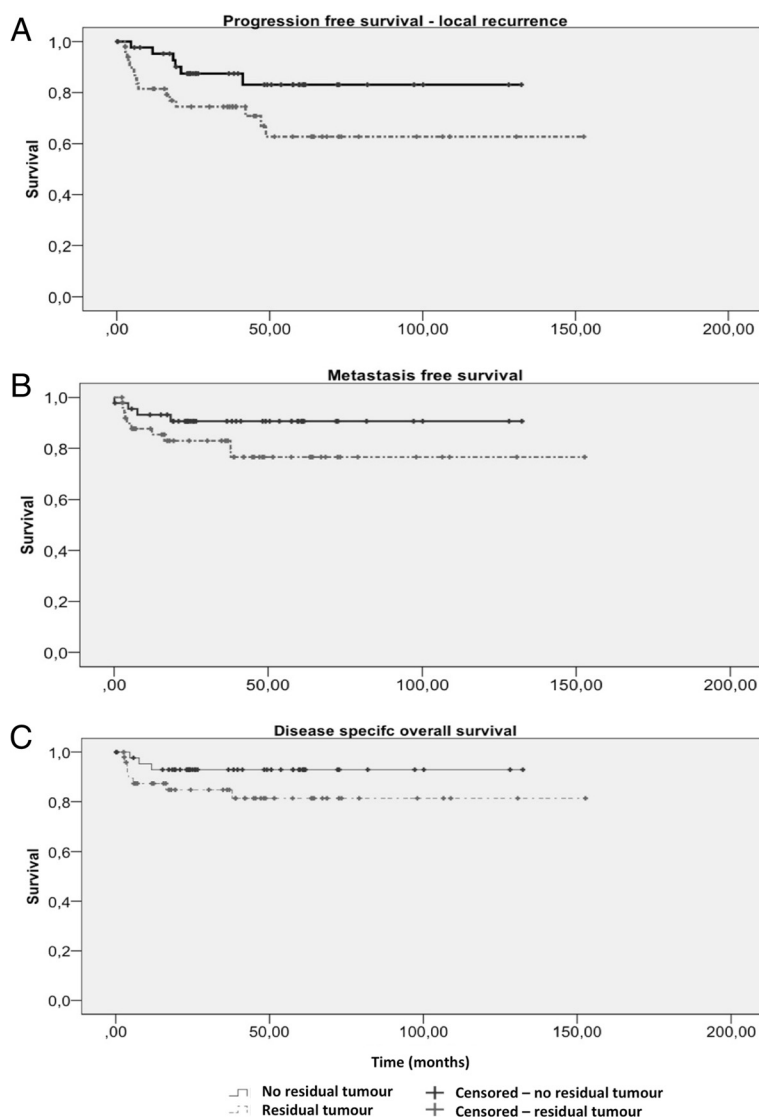 A
Progression free survival - local recurrence
1,0
0,8
0,6
0,4
0,2
0,0
Survival
,00
50,00
100,00
150,00
200,00
B
Metastasis free survival
1,0
0,8
0,6
0,4
0,2
0,0
Survival
,00
50,00
100,00
150,00
200,00
C
Disease specifc overall survival
1,0
0,8
0,6
0,4
0,2
0,0
Survival
,00
50,00
100,00
150,00
200,00
Time (months)
No residual tumour
Censored – no residual tumour
Residual tumour
Censored – residual tumour